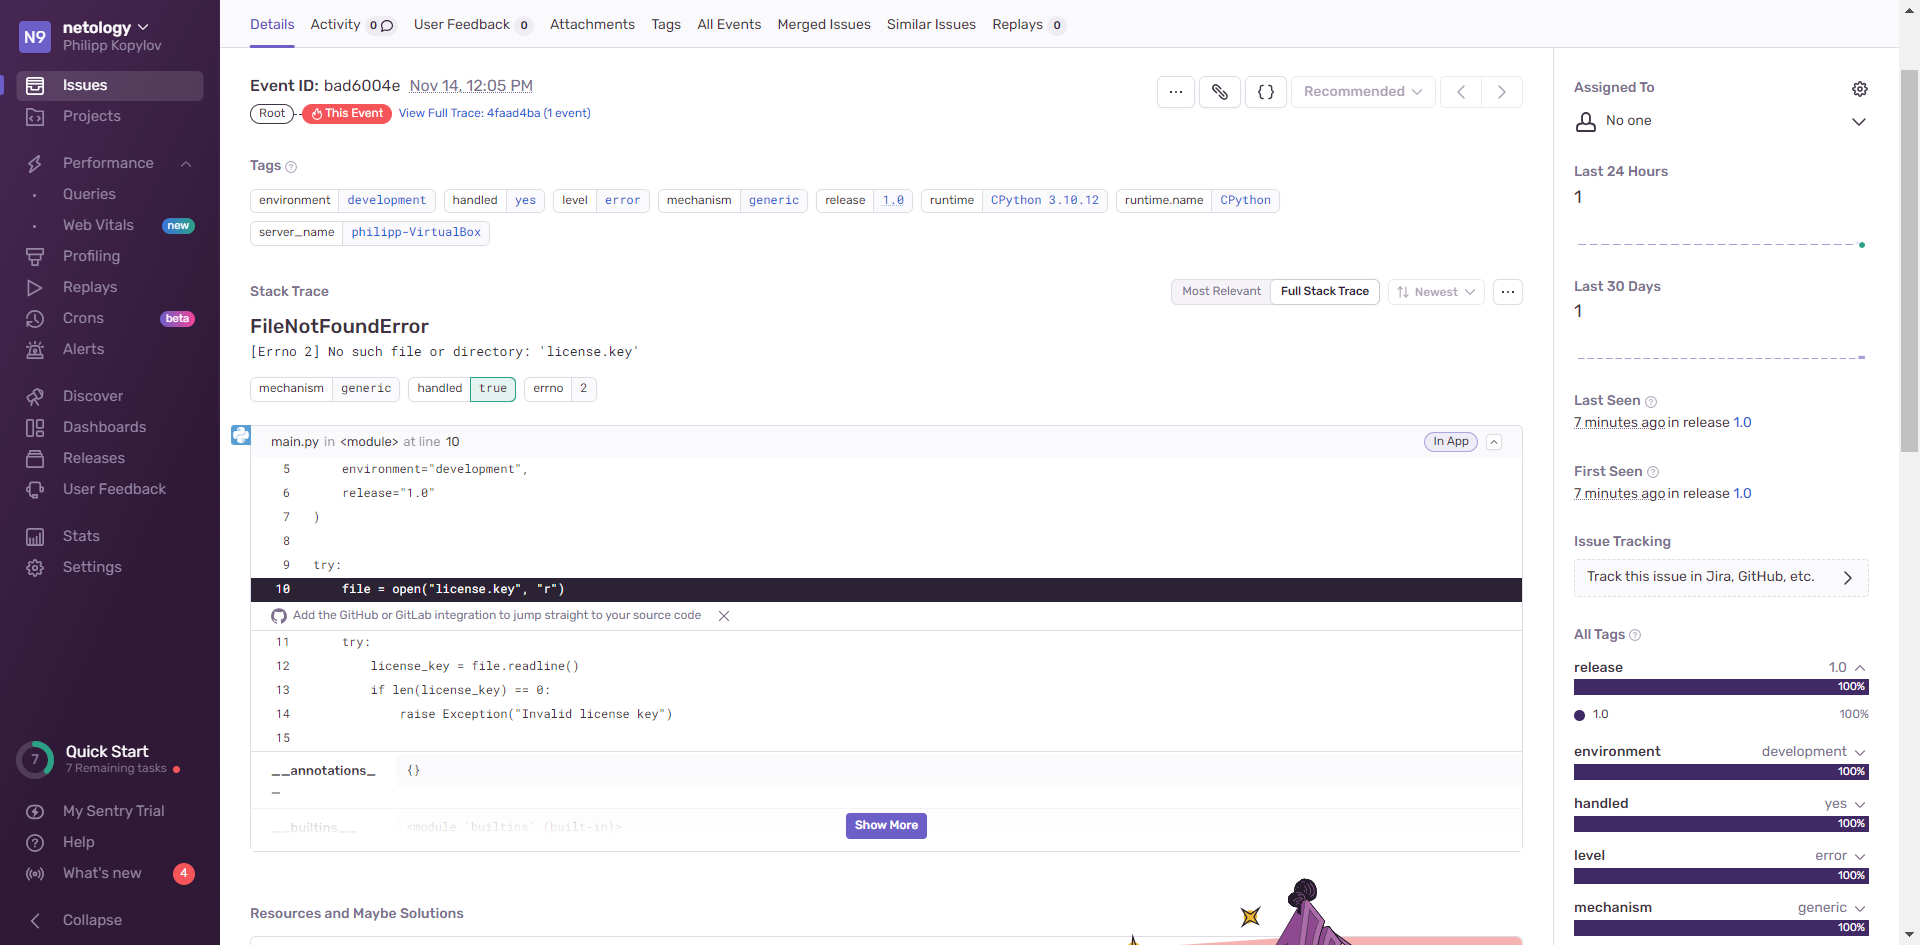 N9
netology
Philipp Kopylov
Issues
Projects
Performance
Queries
Web Vitals new
Profiling
Replays
Crons beta
Alerts
Discover
Dashboards
Releases
User Feedback
Stats
Settings
7
Quick Start
7 Remaining tasks
My Sentry Trial
Help
What's new 4
Collapse
Details Activity 0 User Feedback 0 Attachments Tags All Events Merged Issues Similar Issues Replays 0
Event ID: bad6004e Nov 14, 12:05 PM
Recommended
Root This Event View Full Trace: 4faad4ba (1 event)
Tags
environment development handled yes level error mechanism generic release 1.0 runtime CPython 3.10.12 runtime.name CPython
server_name philipp-VirtualBox
Stack Trace Most Relevant Full Stack Trace Newest
FileNotFoundError
[Errno 2] No such file or directory: 'license.key'
mechanism generic handled true errno 2
main.py in <module> at line 10 In App
5 environment="development",
6 release="1.0"
7 )
8
9 try:
10 file = open("license.key", "r")
Add the GitHub or GitLab integration to jump straight to your source code
11 try:
12 license_key = file.readline()
13 if len(license_key) == 0:
14 raise Exception("Invalid license key")
15
__annotations_
_ {}
__builtins__ <module 'builtins' (built-in)>
Show More
Resources and Maybe Solutions
Assigned To
No one
Last 24 Hours
1
Last 30 Days
1
Last Seen
7 minutes ago in release 1.0
First Seen
7 minutes ago in release 1.0
Issue Tracking
Track this issue in Jira, GitHub, etc.
All Tags
release 1.0
100%
1.0 100%
environment development
100%
handled yes
100%
level error
100%
mechanism generic
100%